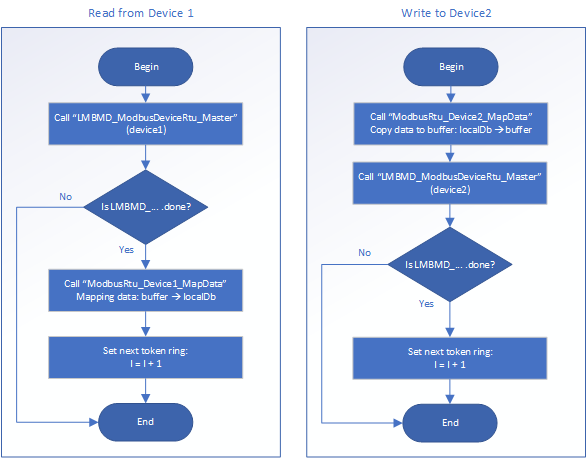 Read from Device 1
Begin
Call “LMBMD_ModbusDeviceRtu_Master”
(device1)
Is LMBMD_... .done?
No
Yes
Call “ModbusRtu_Device1_MapData”
Mapping data: buffer → localDb
Set next token ring:
I = I + 1
End
Write to Device2
Begin
Call “ModbusRtu_Device2_MapData”
Copy data to buffer: localDb → buffer
Call “LMBMD_ModbusDeviceRtu_Master”
(device2)
Is LMBMD_... .done?
No
Yes
Set next token ring:
I = I + 1
End